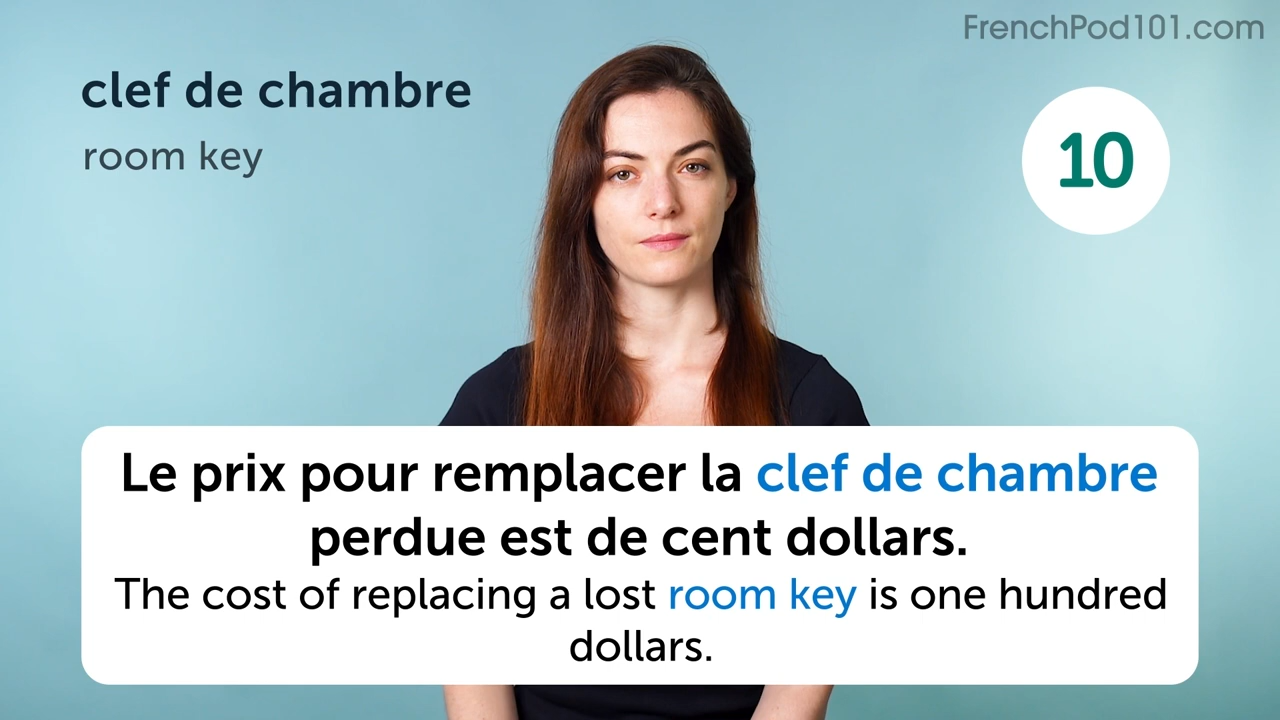 FrenchPod101.com
clef de chambre
room key
10
Le prix pour remplacer la clef de chambre
perdue est de cent dollars.
The cost of replacing a lost room key is one hundred
dollars.